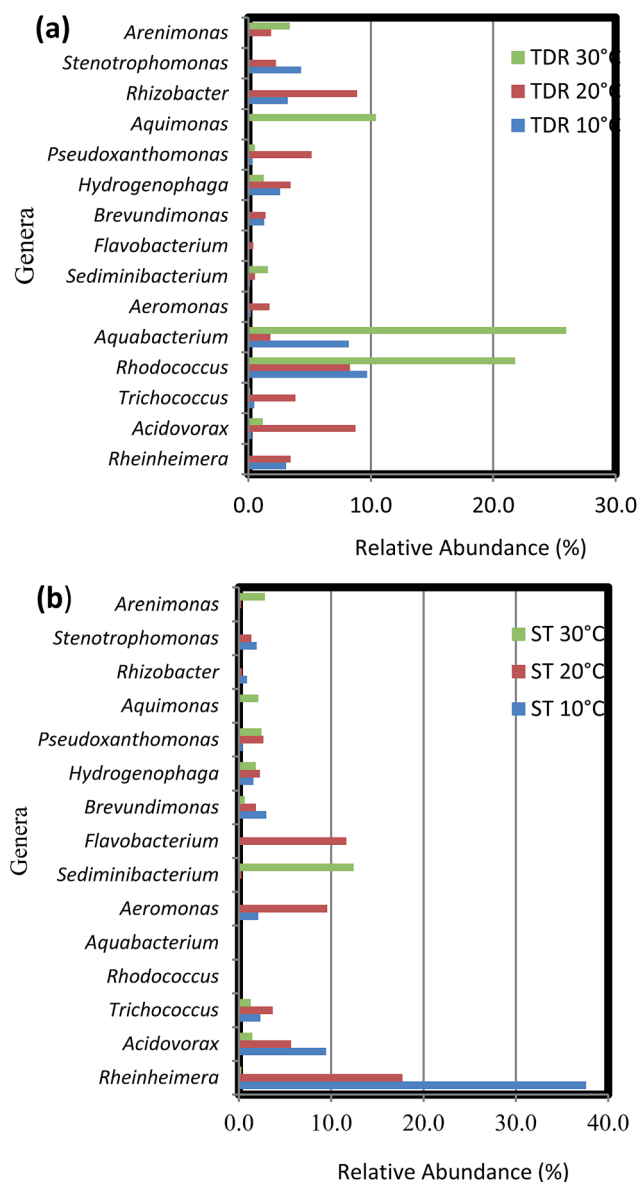 (a)
Arenimonas
Stenotrophomonas
Rhizobacter
Aquimonas
Pseudoxanthomonas
Hydrogenophaga
Brevundimonas
Flavobacterium
Sediminibacterium
Aeromonas
Aquabacterium
Rhodococcus
Trichococcus
Acidovorax
Rheinheimera
Genera
TDR 30°C
TDR 20°C
TDR 10°C
0.0 10.0 20.0 30.0
Relative Abundance (%)
(b)
Arenimonas
Stenotrophomonas
Rhizobacter
Aquimonas
Pseudoxanthomonas
Hydrogenophaga
Brevundimonas
Flavobacterium
Sediminibacterium
Aeromonas
Aquabacterium
Rhodococcus
Trichococcus
Acidovorax
Rheinheimera
Genera
ST 30°C
ST 20°C
ST 10°C
0.0 10.0 20.0 30.0 40.0
Relative Abundance (%)